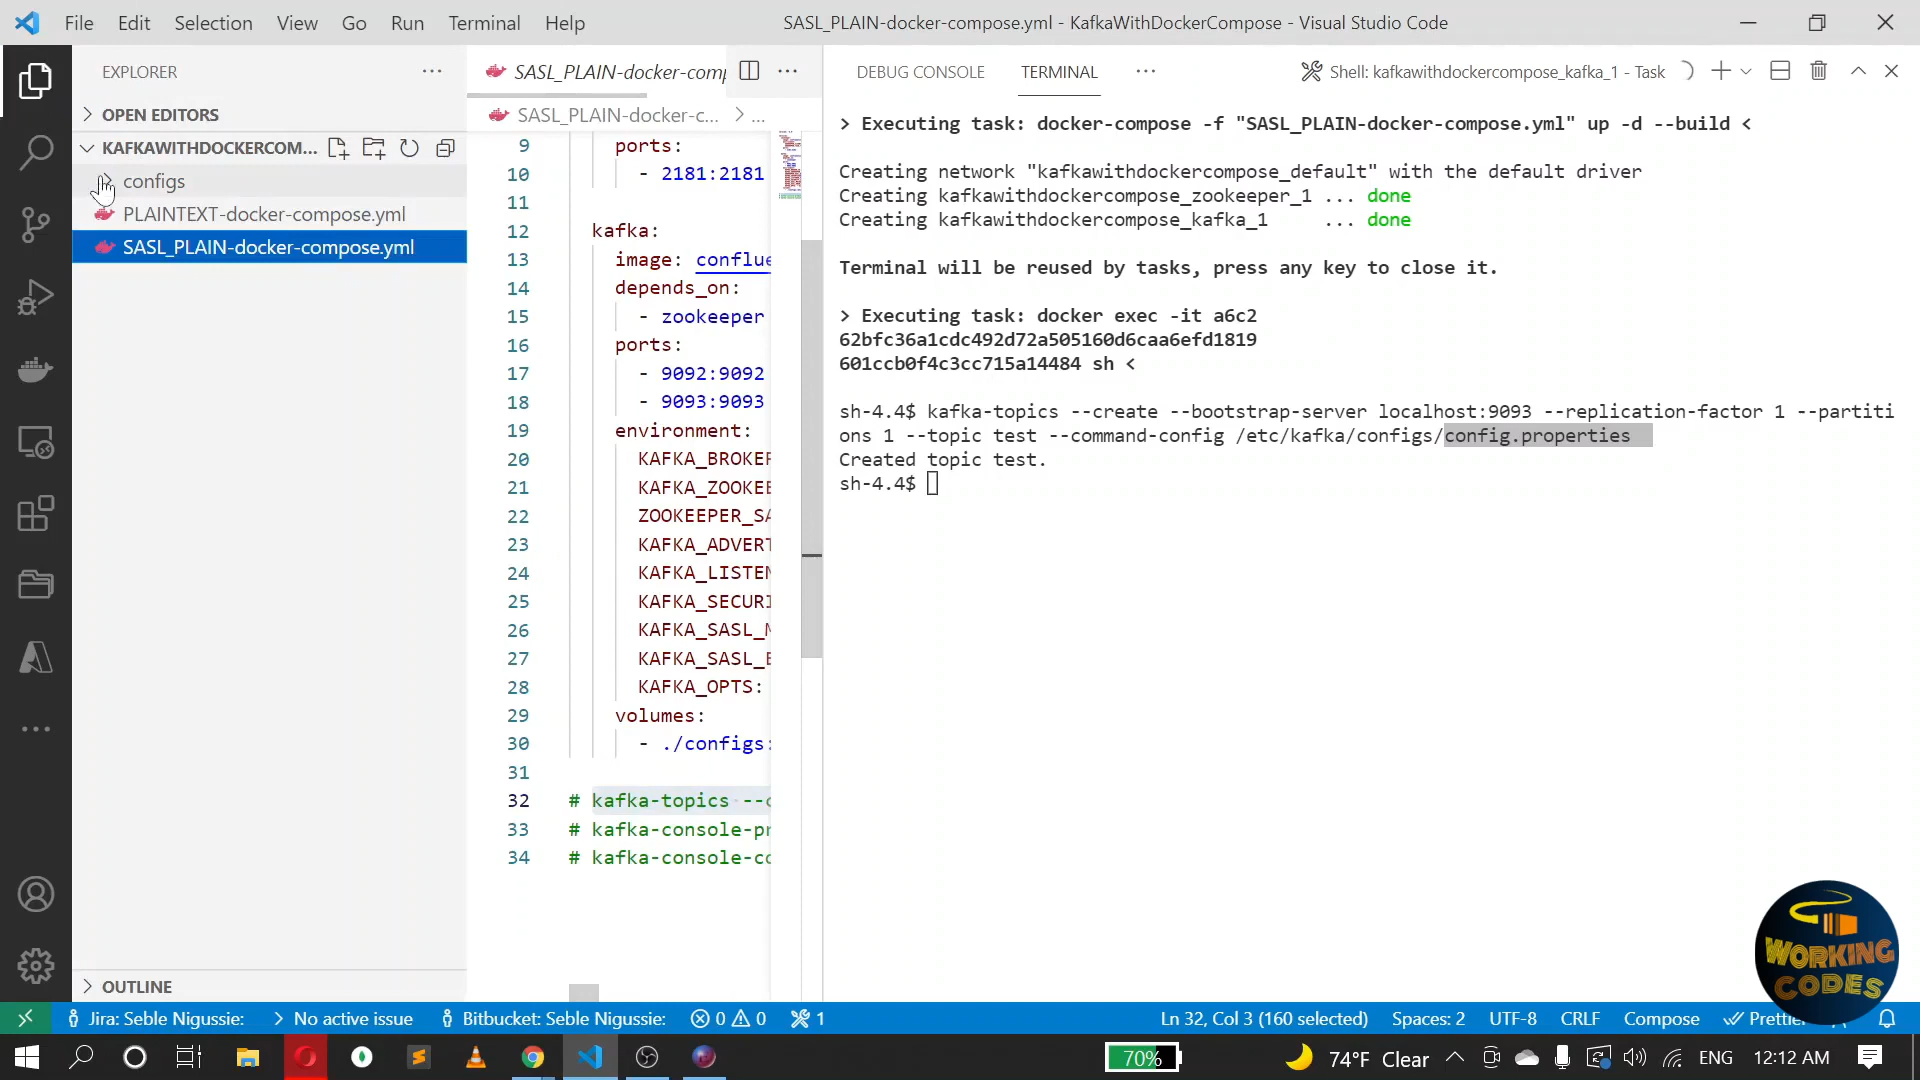 File Edit Selection View Go Run Terminal Help
SASL_PLAIN-docker-compose.yml - KafkaWithDockerCompose - Visual Studio Code
EXPLORER
OPEN EDITORS
KAFKAWITHDOCKERCOM...
configs
PLAINTEXT-docker-compose.yml
SASL_PLAIN-docker-compose.yml
OUTLINE
SASL_PLAIN-docker-comp
SASL_PLAIN-docker-c... > ...
9 ports:
10 - 2181:2181
11
12 kafka:
13 image: conflue
14 depends_on:
15 - zookeeper
16 ports:
17 - 9092:9092
18 - 9093:9093
19 environment:
20 KAFKA_BROKER
21 KAFKA_ZOOKEE
22 ZOOKEEPER_SA
23 KAFKA_ADVERT
24 KAFKA_LISTEN
25 KAFKA_SECURI
26 KAFKA_SASL_M
27 KAFKA_SASL_E
28 KAFKA_OPTS:
29 volumes:
30 - ./configs:
31
32 # kafka-topics --c
33 # kafka-console-pr
34 # kafka-console-co
DEBUG CONSOLE TERMINAL ... Shell: kafkawithdockercompose_kafka_1 - Task
> Executing task: docker-compose -f "SASL_PLAIN-docker-compose.yml" up -d --build <
Creating network "kafkawithdockercompose_default" with the default driver
Creating kafkawithdockercompose_zookeeper_1 ... done
Creating kafkawithdockercompose_kafka_1 ... done
Terminal will be reused by tasks, press any key to close it.
> Executing task: docker exec -it a6c2
62bfc36a1cdc492d72a505160d6caa6efd1819
601ccb0f4c3cc715a14484 sh <
sh-4.4$ kafka-topics --create --bootstrap-server localhost:9093 --replication-factor 1 --partiti
ons 1 --topic test --command-config /etc/kafka/configs/config.properties
Created topic test.
sh-4.4$
WORKING
CODES
Jira: Seble Nigussie: > No active issue Bitbucket: Seble Nigussie: 0 0 1 Ln 32, Col 3 (160 selected) Spaces: 2 UTF-8 CRLF Compose Prettier
70% 74°F Clear ENG 12:12 AM